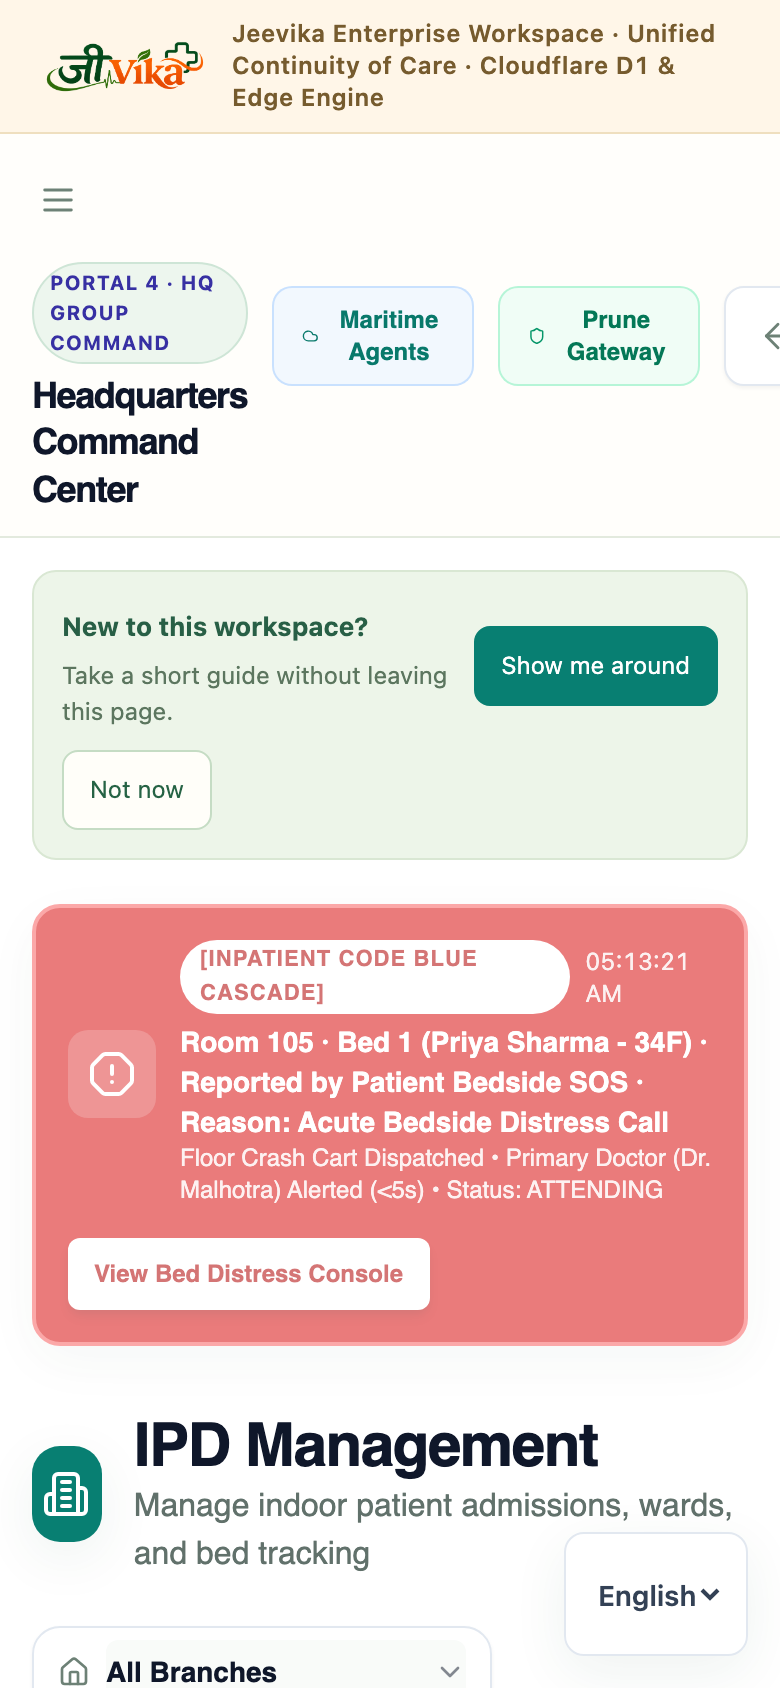 जीvika
Jeevika Enterprise Workspace · Unified
Continuity of Care · Cloudflare D1 &
Edge Engine
PORTAL 4 · HQ
GROUP
COMMAND
Headquarters
Command
Center
Maritime
Agents
Prune
Gateway
New to this workspace?
Take a short guide without leaving
this page.
Show me around
Not now
[INPATIENT CODE BLUE
CASCADE]
05:13:21
AM
Room 105 · Bed 1 (Priya Sharma - 34F) ·
Reported by Patient Bedside SOS ·
Reason: Acute Bedside Distress Call
Floor Crash Cart Dispatched • Primary Doctor (Dr.
Malhotra) Alerted (<5s) • Status: ATTENDING
View Bed Distress Console
IPD Management
Manage indoor patient admissions, wards,
and bed tracking
English
All Branches